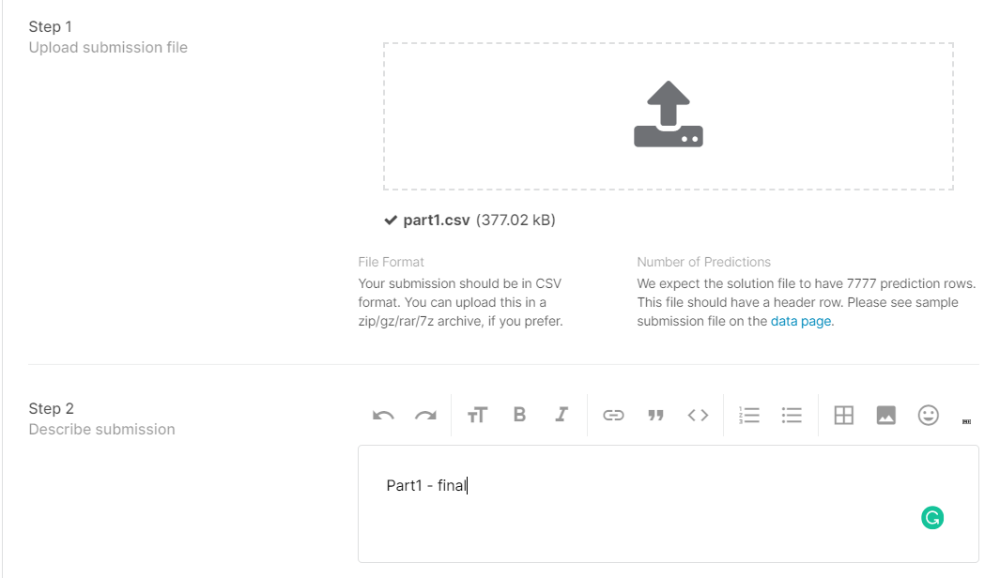 Step 1
Upload submission file
part1.csv (377.02 kB)
File Format
Your submission should be in CSV
format. You can upload this in a
zip/gz/rar/7z archive, if you prefer.
Number of Predictions
We expect the solution file to have 7777 prediction rows.
This file should have a header row. Please see sample
submission file on the data page.
Step 2
Describe submission
Part1 - final